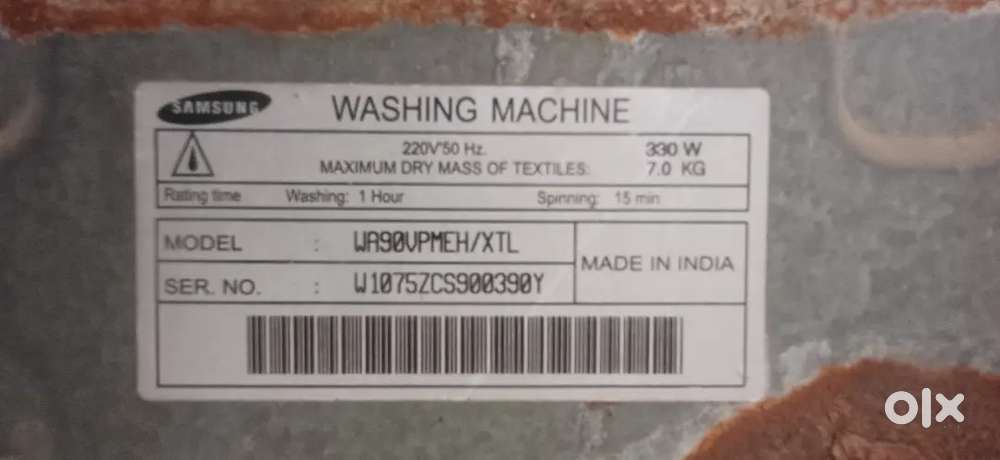 SAMSUNG WASHING MACHINE
220V'50 Hz. 330 W
MAXIMUM DRY MASS OF TEXTILES: 7.0 KG
Rating time Washing: 1 Hour Spinning: 15 min
MODEL : WA90VPMEH/XTL
MADE IN INDIA
SER. NO. : W1075ZCS900390Y
olx